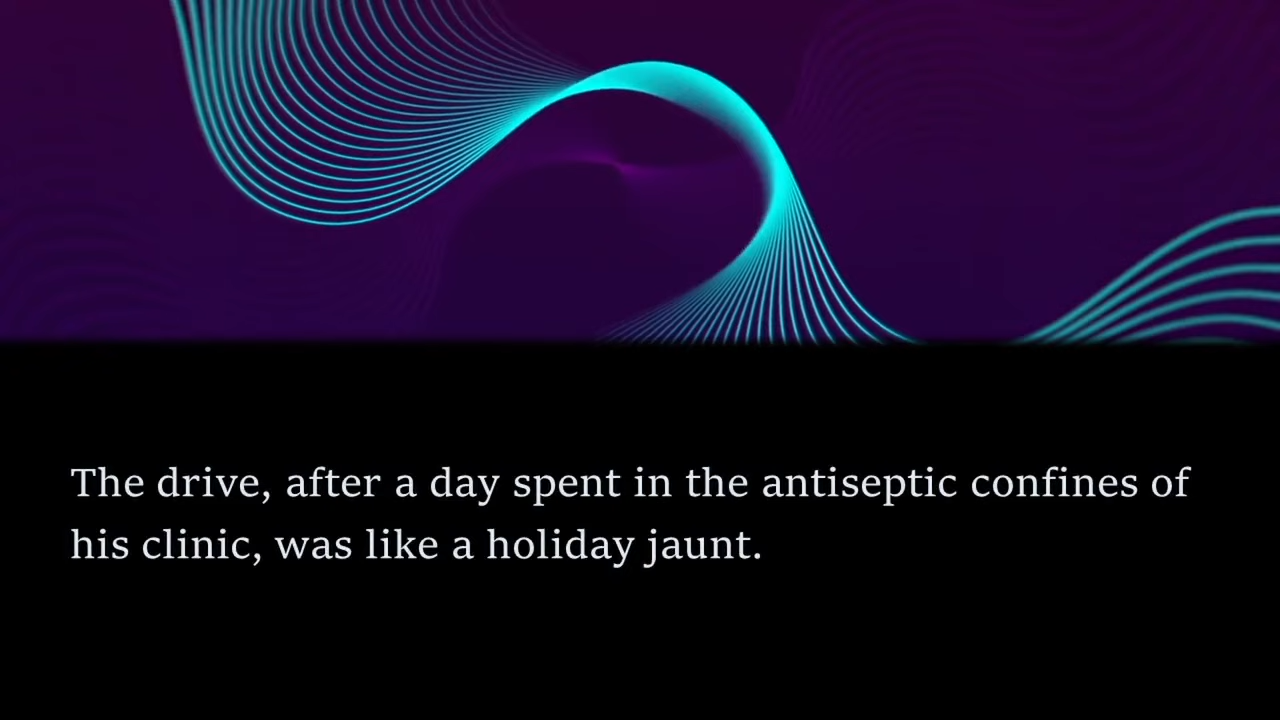 The drive, after a day spent in the antiseptic confines of
his clinic, was like a holiday jaunt.